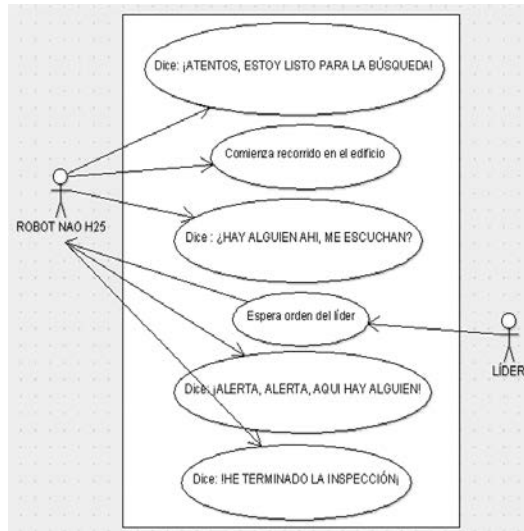 Dice: ¡ATENTOS, ESTOY LISTO PARA LA BÚSQUEDA!
Comienza recorrido en el edificio
ROBOT NAO H25
Dice : ¿HAY ALGUIEN AHI, ME ESCUCHAN?
Espera orden del líder
LÍDER
Dice: ¡ALERTA, ALERTA, AQUI HAY ALGUIEN!
Dice: !HE TERMINADO LA INSPECCIÓN¡